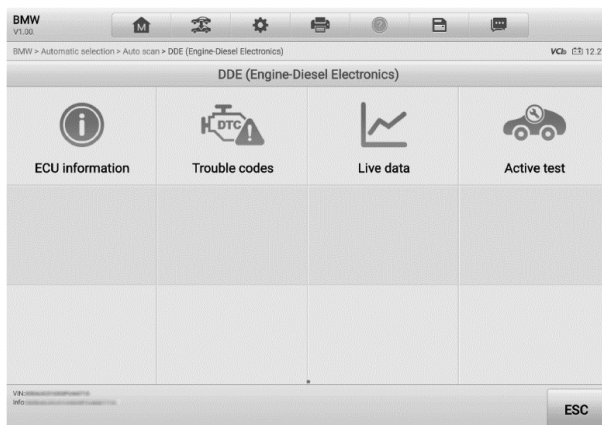 BMW
V1.00
M
BMW > Automatic selection > Auto scan > DDE (Engine-Diesel Electronics)
VCb 12.2
DDE (Engine-Diesel Electronics)
ECU information
DTC
Trouble codes
Live data
Active test
VIN:
Info:
ESC